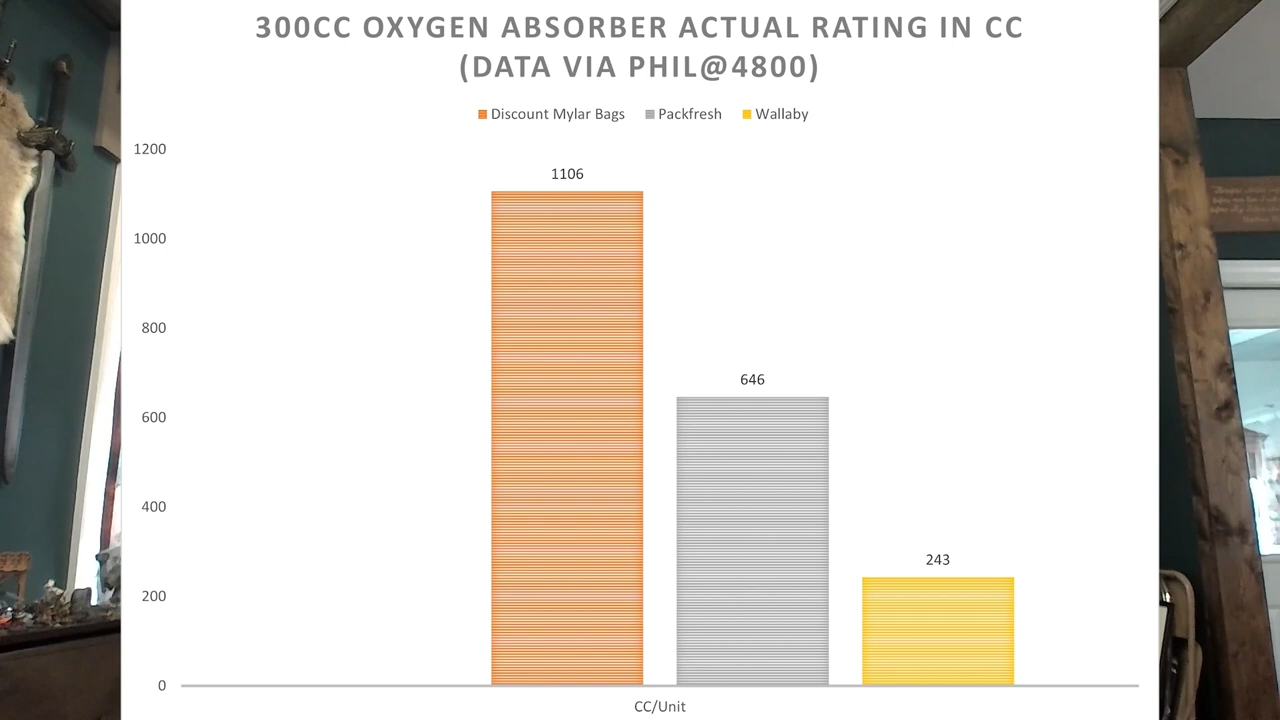 300CC OXYGEN ABSORBER ACTUAL RATING IN CC
(DATA VIA PHIL@4800)
Discount Mylar Bags Packfresh Wallaby
1200
1106
1000
800
646
600
400
243
200
0
CC/Unit